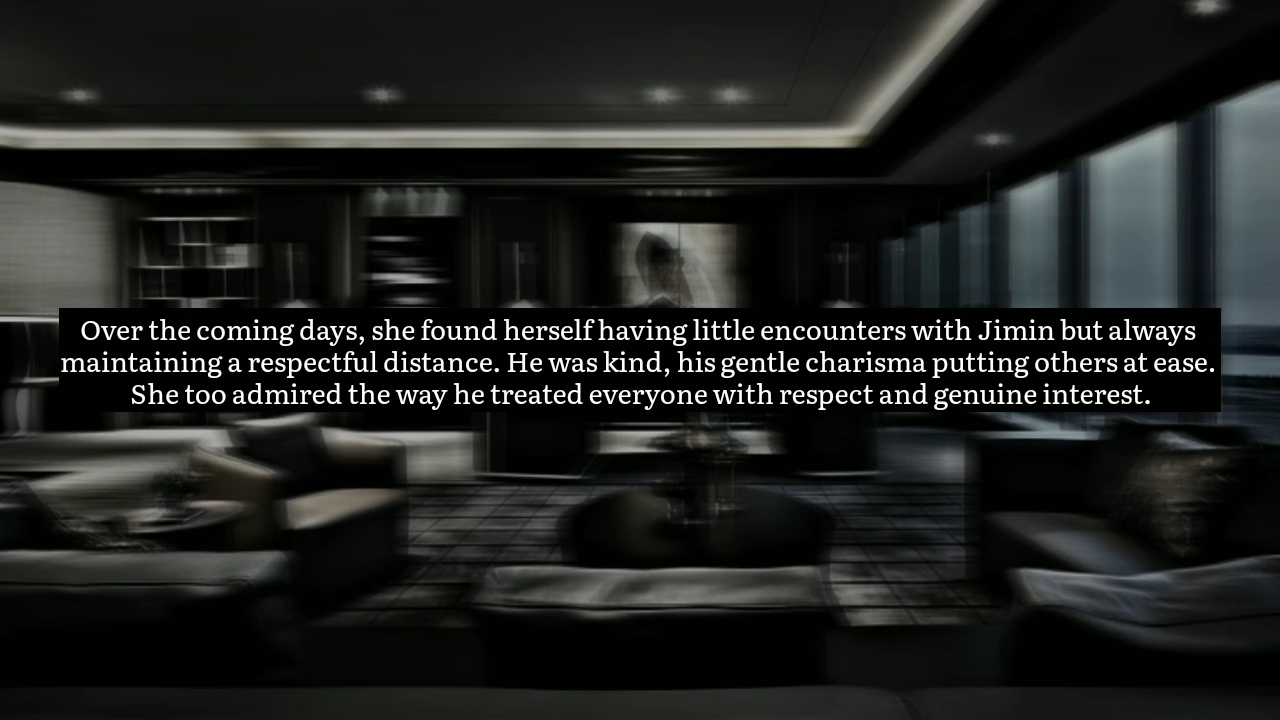 Over the coming days, she found herself having little encounters with Jimin but always
maintaining a respectful distance. He was kind, his gentle charisma putting others at ease.
She too admired the way he treated everyone with respect and genuine interest.